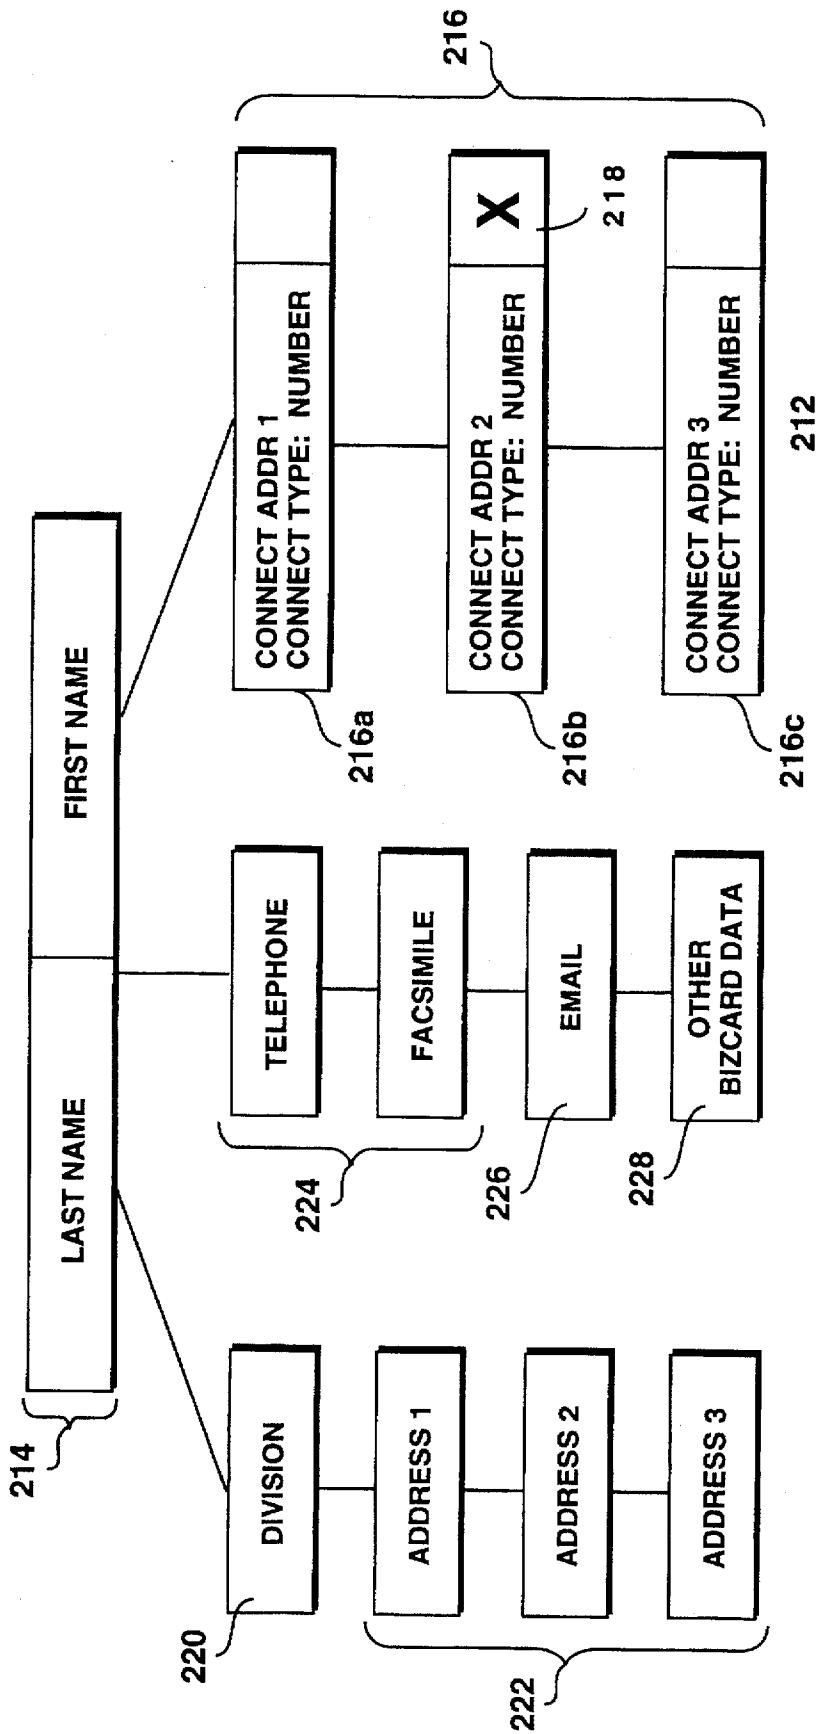 214
LAST NAME
FIRST NAME
220
DIVISION
ADDRESS 1
ADDRESS 2
ADDRESS 3
222
224
TELEPHONE
FACSIMILE
226
EMAIL
228
OTHER
BIZCARD DATA
216a
CONNECT ADDR 1
CONNECT TYPE: NUMBER
216b
CONNECT ADDR 2
CONNECT TYPE: NUMBER
X
218
216c
CONNECT ADDR 3
CONNECT TYPE: NUMBER
216
212